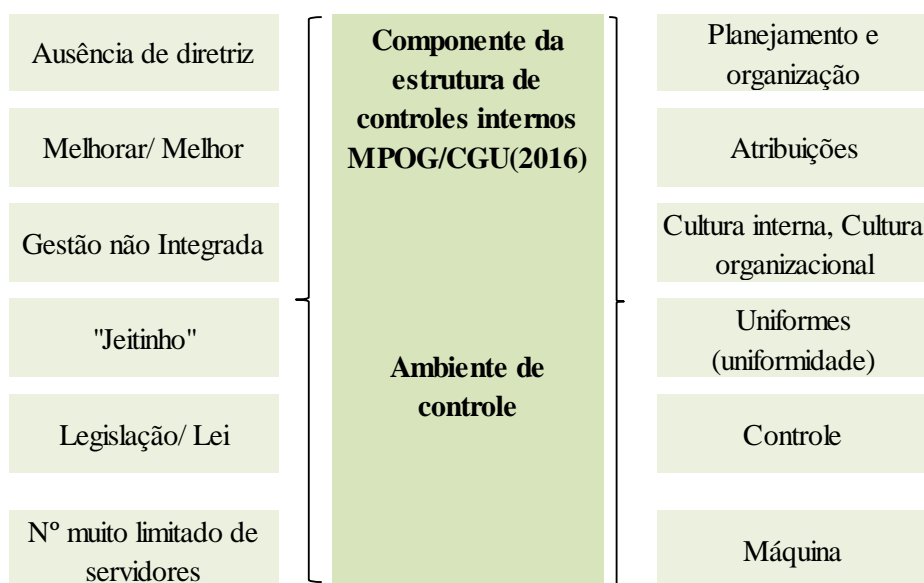 Ausência de diretriz
Melhorar/ Melhor
Gestão não Integrada
"Jeitinho"
Legislação/ Lei
Nº muito limitado de
servidores
Componente da
estrutura de
controles internos
MPOG/CGU(2016)
Ambiente de
controle
Planejamento e
organização
Atribuições
Cultura interna, Cultura
organizacional
Uniformes
(uniformidade)
Controle
Máquina